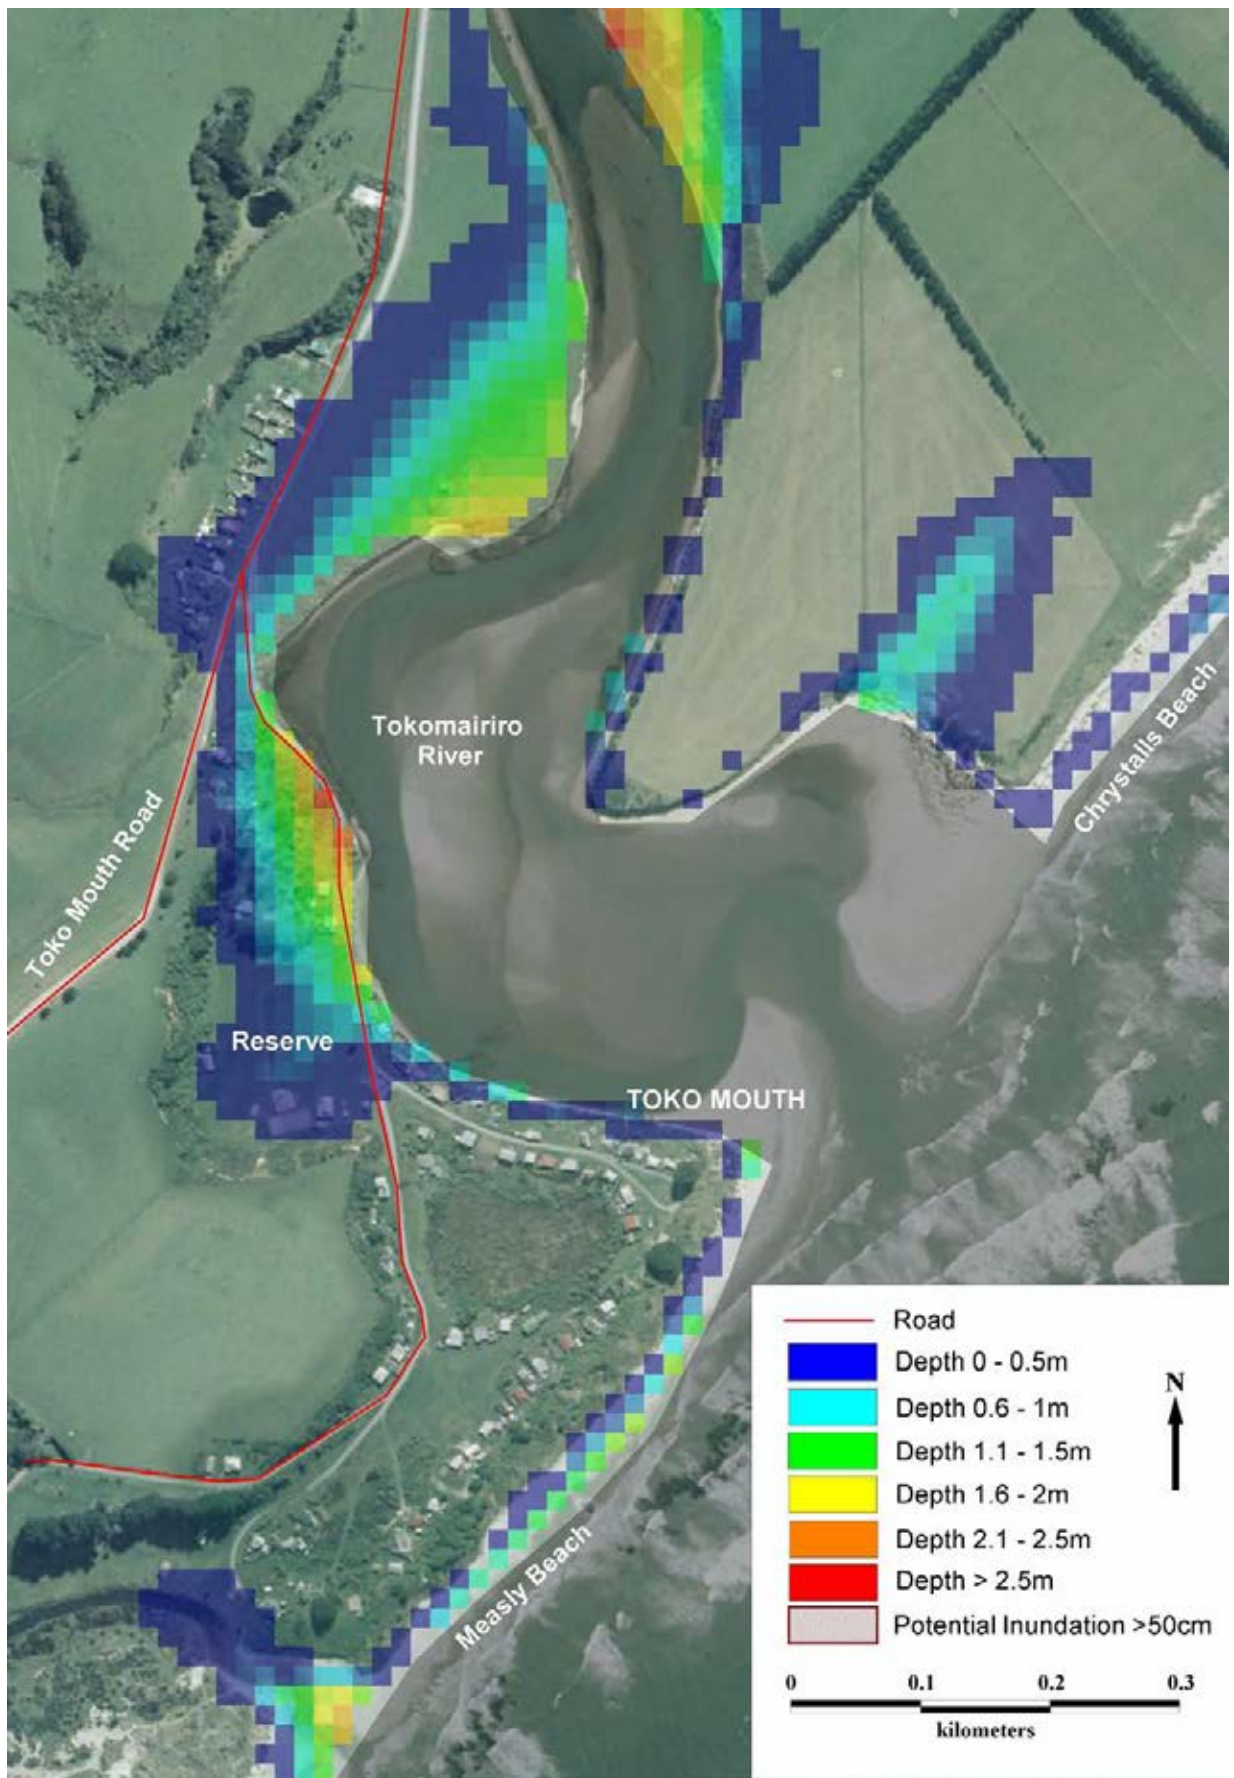 Tokomairiro
River
Toko Mouth Road
Chrystalls Beach
Reserve
TOKO MOUTH
Measly Beach
Road
Depth 0 - 0.5m
Depth 0.6 - 1m
Depth 1.1 - 1.5m
Depth 1.6 - 2m
Depth 2.1 - 2.5m
Depth > 2.5m
Potential Inundation >50cm
N
0 0.1 0.2 0.3
kilometers